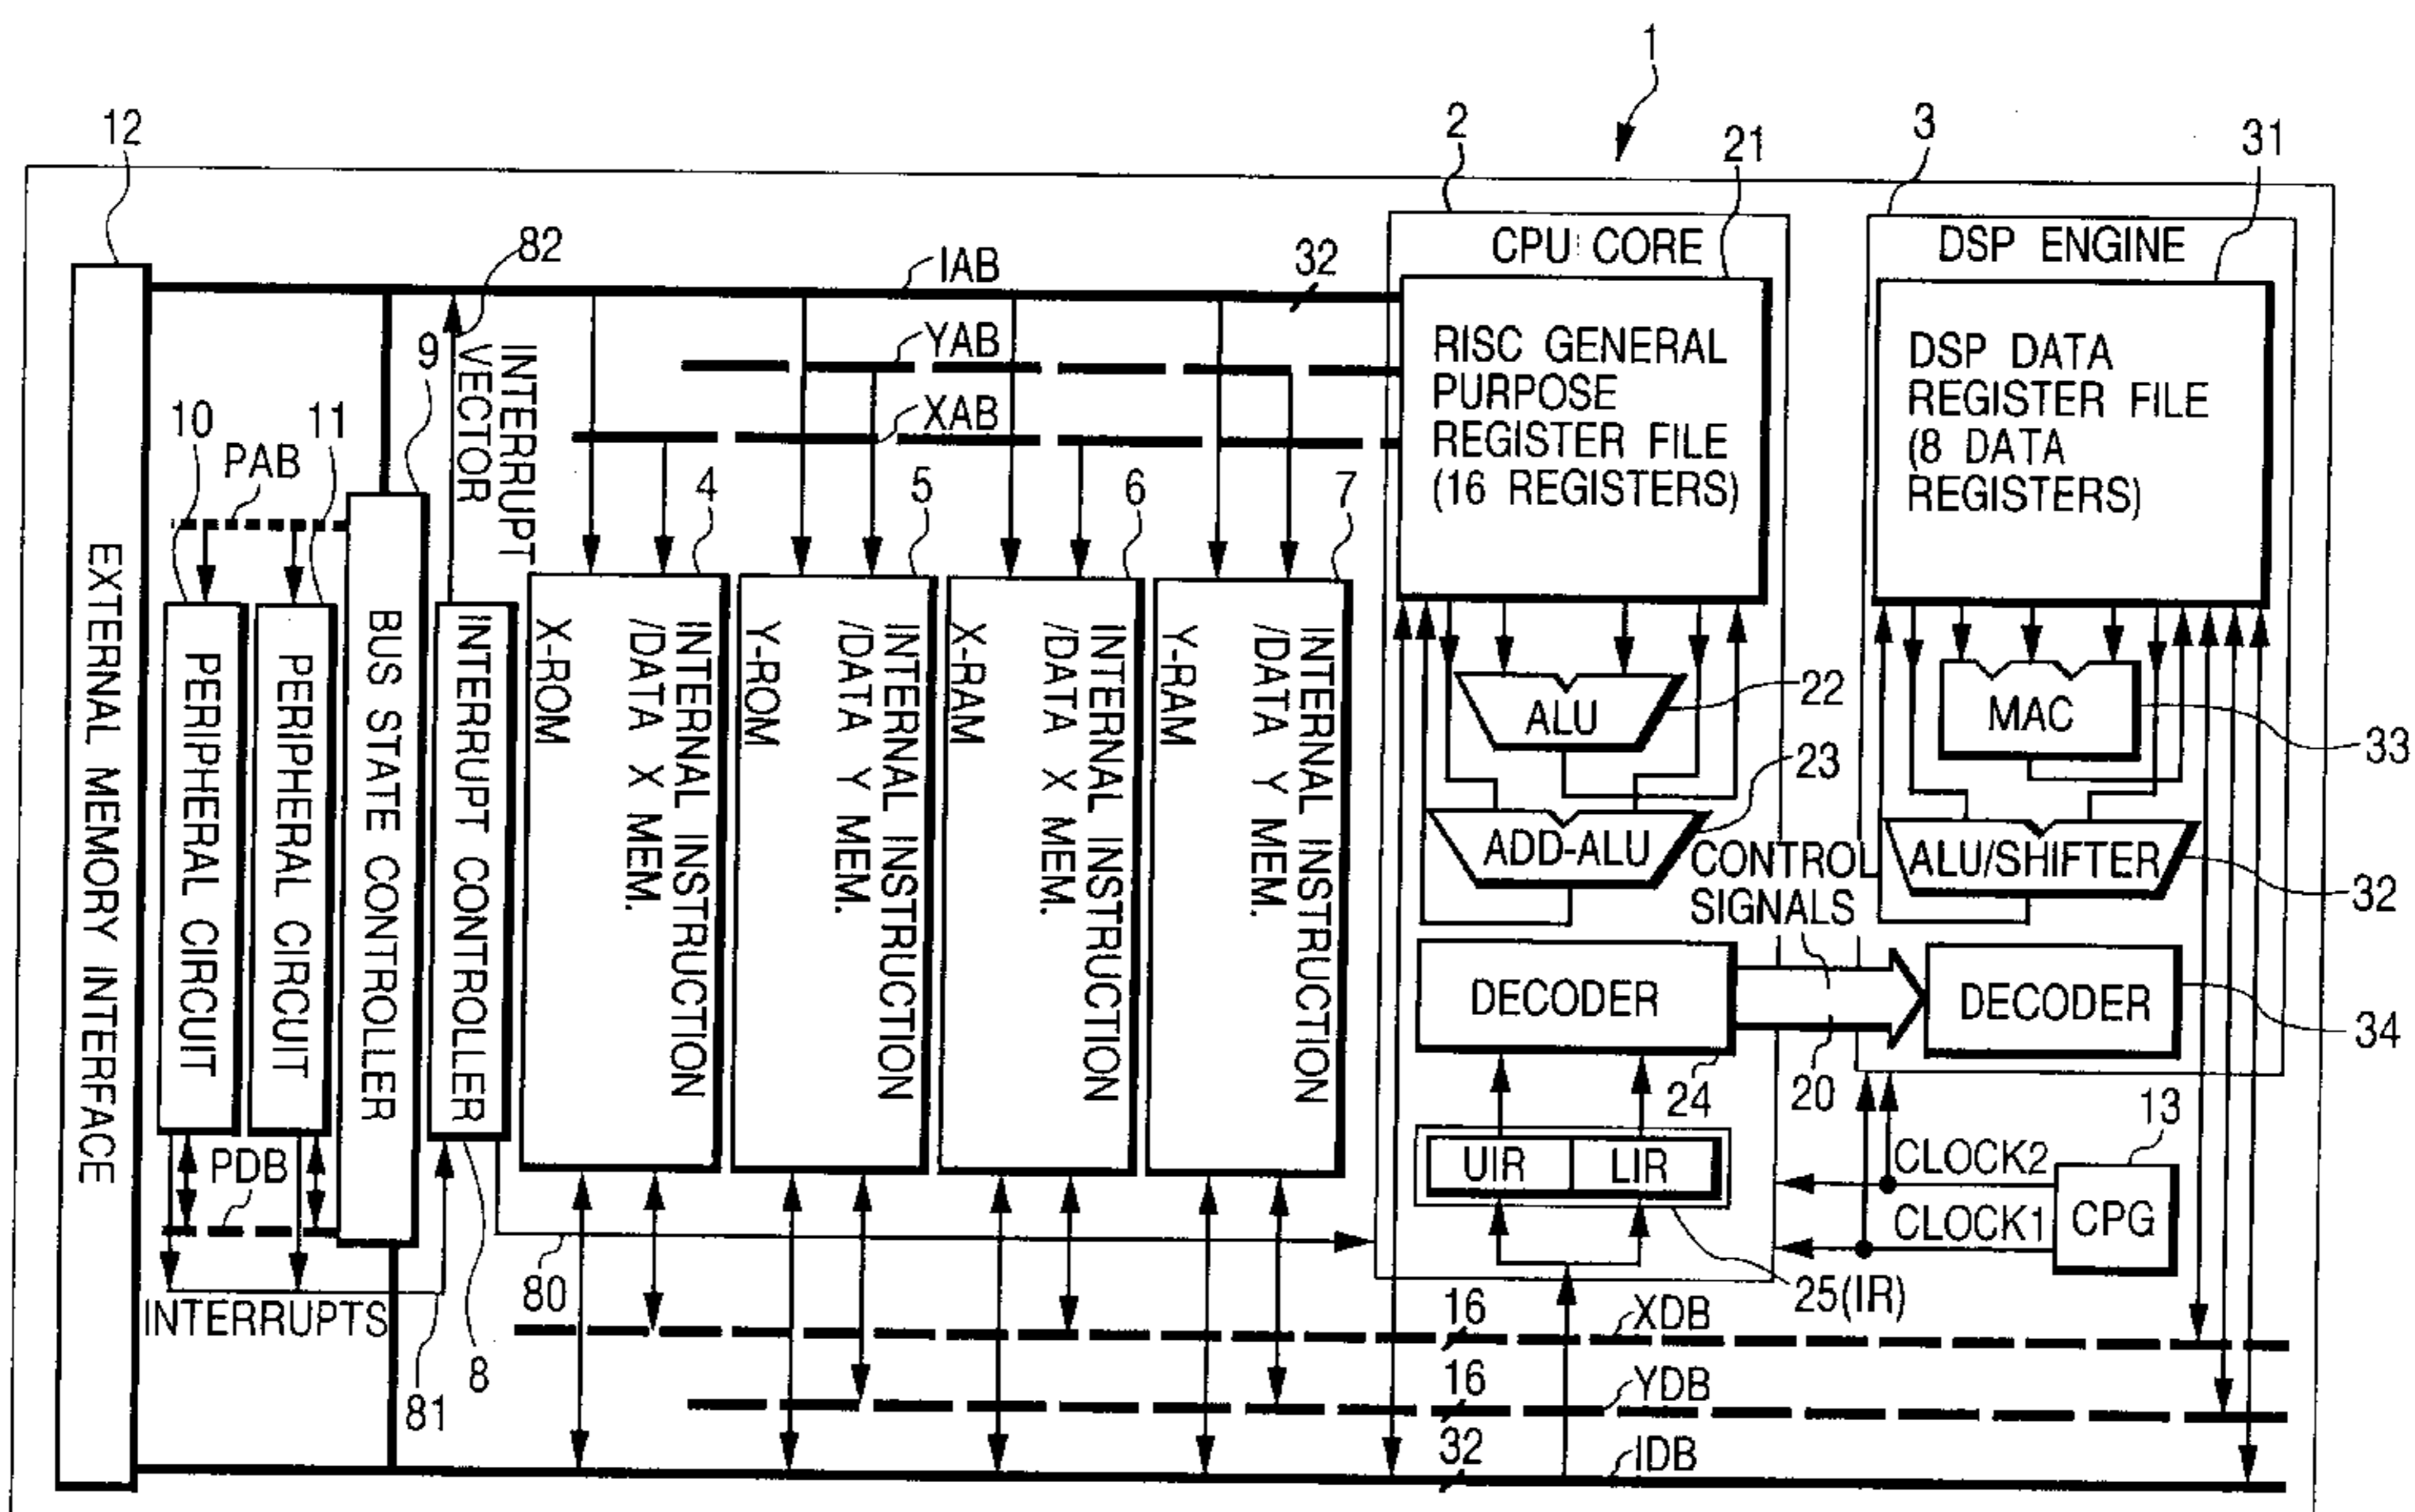 1
12
2
21
3
31
82
IAB
32
CPU CORE
DSP ENGINE
9
YAB
XAB
INTERRUPT
VECTOR
RISC GENERAL
PURPOSE
REGISTER FILE
(16 REGISTERS)
DSP DATA
REGISTER FILE
(8 DATA
REGISTERS)
10
PAB
11
4
5
6
7
EXTERNAL MEMORY INTERFACE
PERIPHERAL CIRCUIT
PERIPHERAL CIRCUIT
BUS STATE CONTROLLER
INTERRUPT CONTROLLER
INTERNAL INSTRUCTION
/DATA X MEM.
X-ROM
INTERNAL INSTRUCTION
/DATA Y MEM.
Y-ROM
INTERNAL INSTRUCTION
/DATA X MEM.
X-RAM
INTERNAL INSTRUCTION
/DATA Y MEM.
Y-RAM
ALU
22
MAC
33
23
ADD-ALU
CONTROL
SIGNALS
ALU/SHIFTER
32
DECODER
DECODER
34
24
20
UIR
LIR
CLOCK2
13
CLOCK1
CPG
PDB
80
25(IR)
INTERRUPTS
81
8
16
XDB
16
YDB
32
IDB